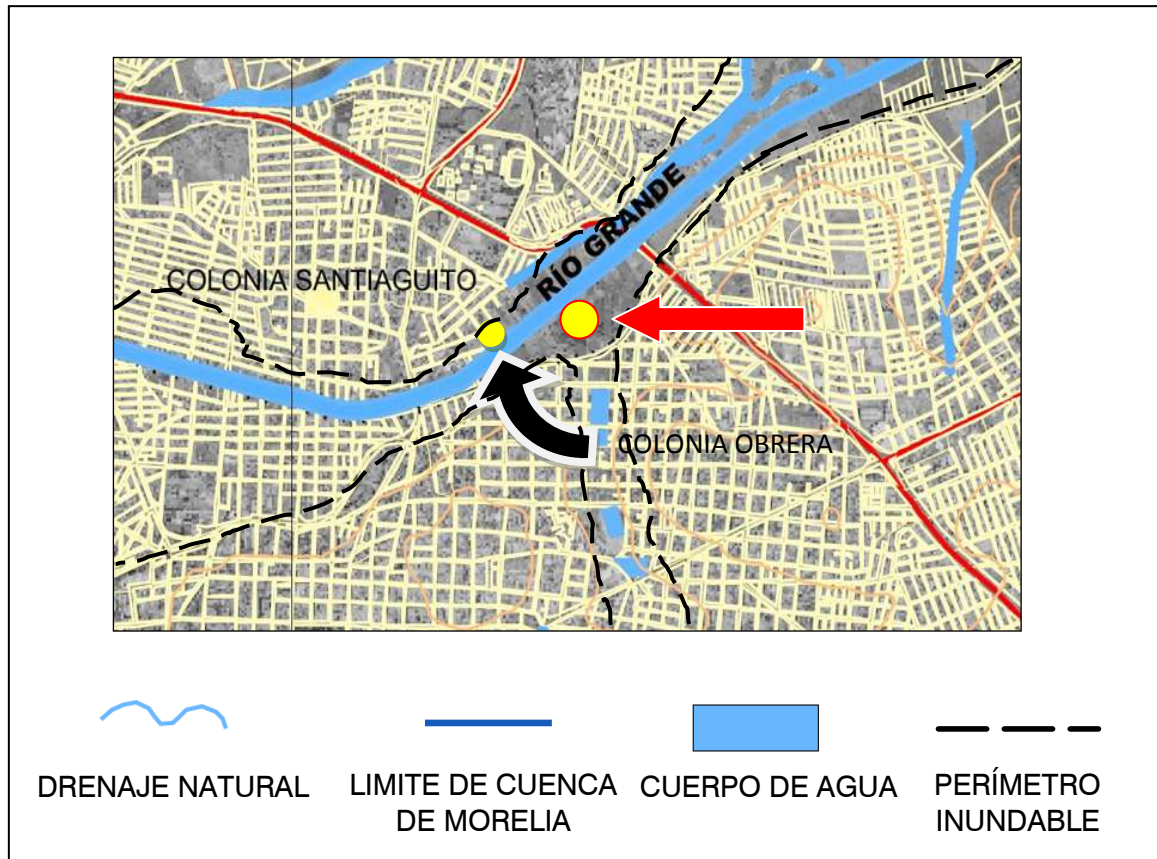 RÍO GRANDE
COLONIA SANTIAGUITO
COLONIA OBRERA
DRENAJE NATURAL
LIMITE DE CUENCA
DE MORELIA
CUERPO DE AGUA
PERÍMETRO
INUNDABLE